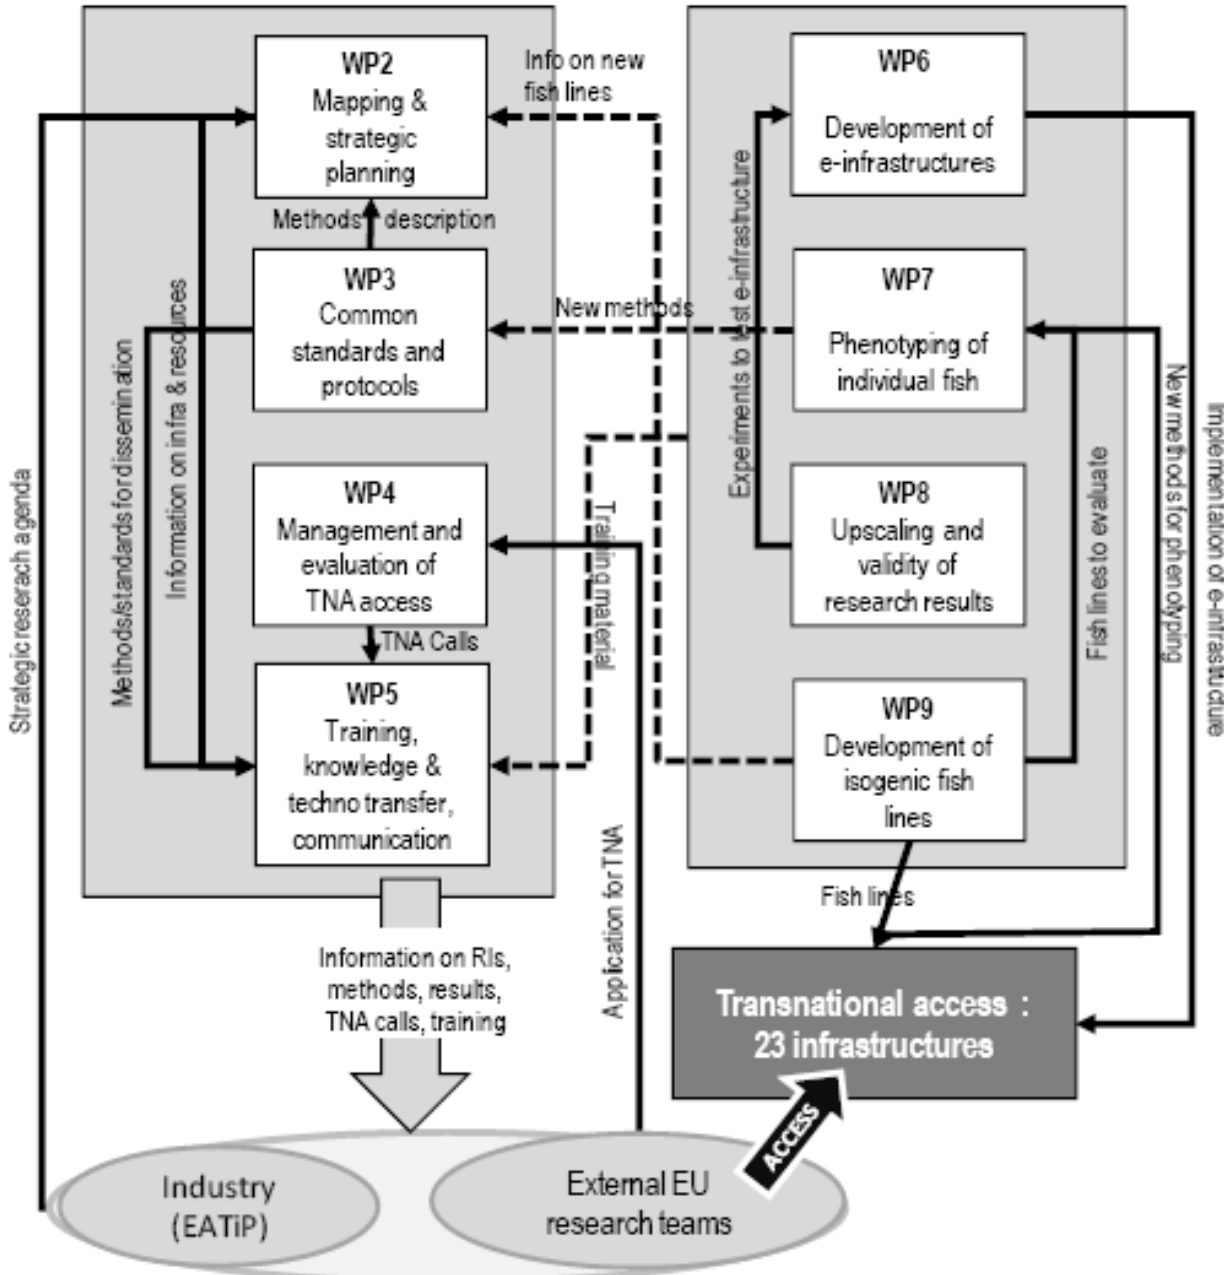 WP2
Mapping &
strategic
planning
Info on new
fish lines
Methods description
WP3
Common
standards and
protocols
New methods
WP4
Management and
evaluation of
TNA access
TNA Calls
WP5
Training,
knowledge &
techno transfer,
communication
Strategic reserach agenda
Methods/standards for dissemination
Information on infra & resources
Training material
Application for TNA
WP6
Development of
e-infrastructures
WP7
Phenotyping of
individual fish
WP8
Upscaling and
validity of
research results
WP9
Development of
isogenic fish
lines
Experiments to test e-infrastructure
Fish lines to evaluate
New methods for phenotyping
Implementation of e-infrastructure
Fish lines
Information on RIs,
methods, results,
TNA calls, training
Transnational access :
23 infrastructures
ACCESS
Industry
(EATiP)
External EU
research teams